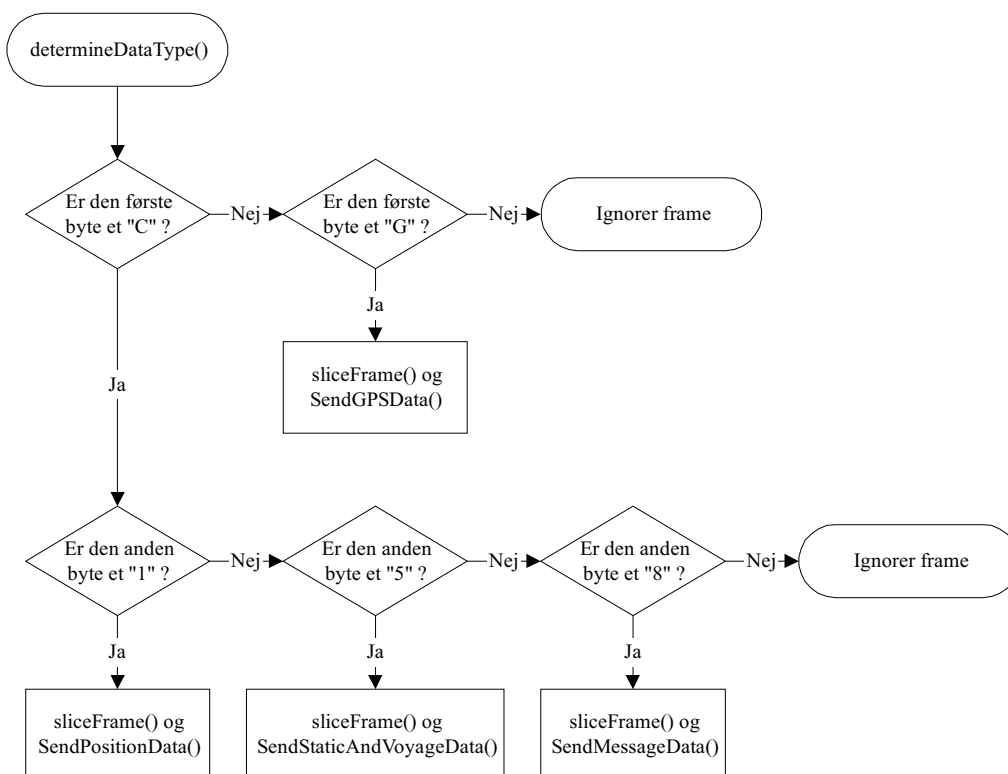 determineDataType()
Er den første
byte et "C" ?
Nej
Er den første
byte et "G" ?
Nej
Ignorer frame
Ja
sliceFrame() og
SendGPSData()
Ja
Er den anden
byte et "1" ?
Nej
Er den anden
byte et "5" ?
Nej
Er den anden
byte et "8" ?
Nej
Ignorer frame
Ja
Ja
Ja
sliceFrame() og
SendPositionData()
sliceFrame() og
SendStaticAndVoyageData()
sliceFrame() og
SendMessageData()